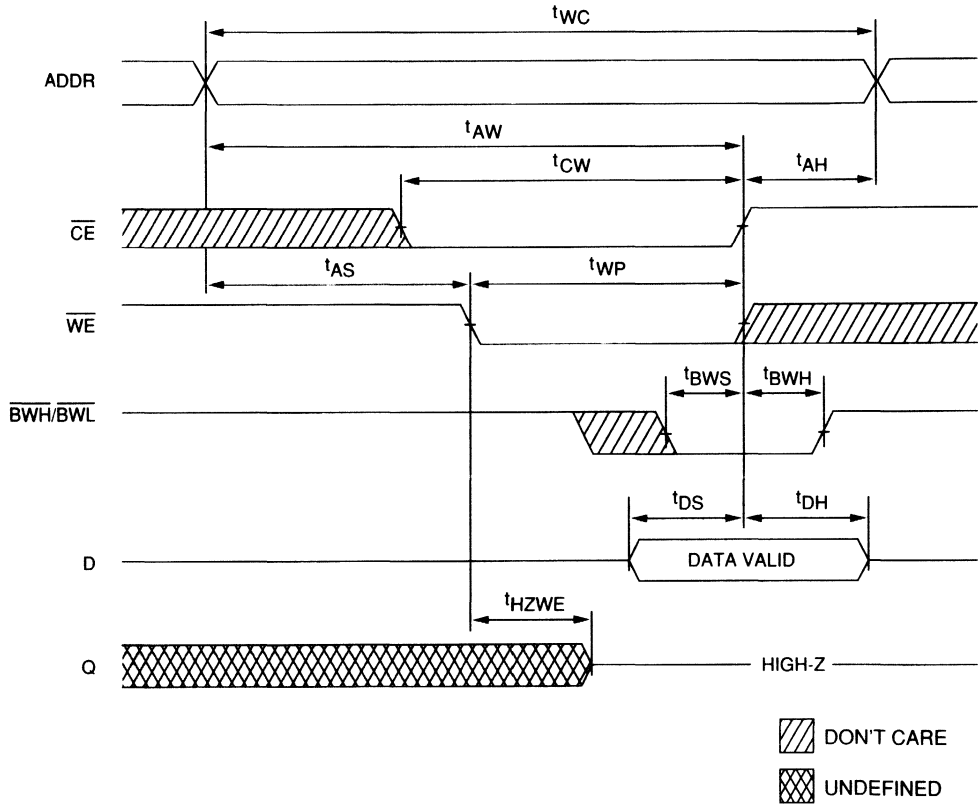 tWC
ADDR
tAW
tCW
tAH
CE
tAS
tWP
WE
tBWS
tBWH
BWH/BWL
tDS
tDH
D
DATA VALID
tHZWE
Q
HIGH-Z
DON'T CARE
UNDEFINED